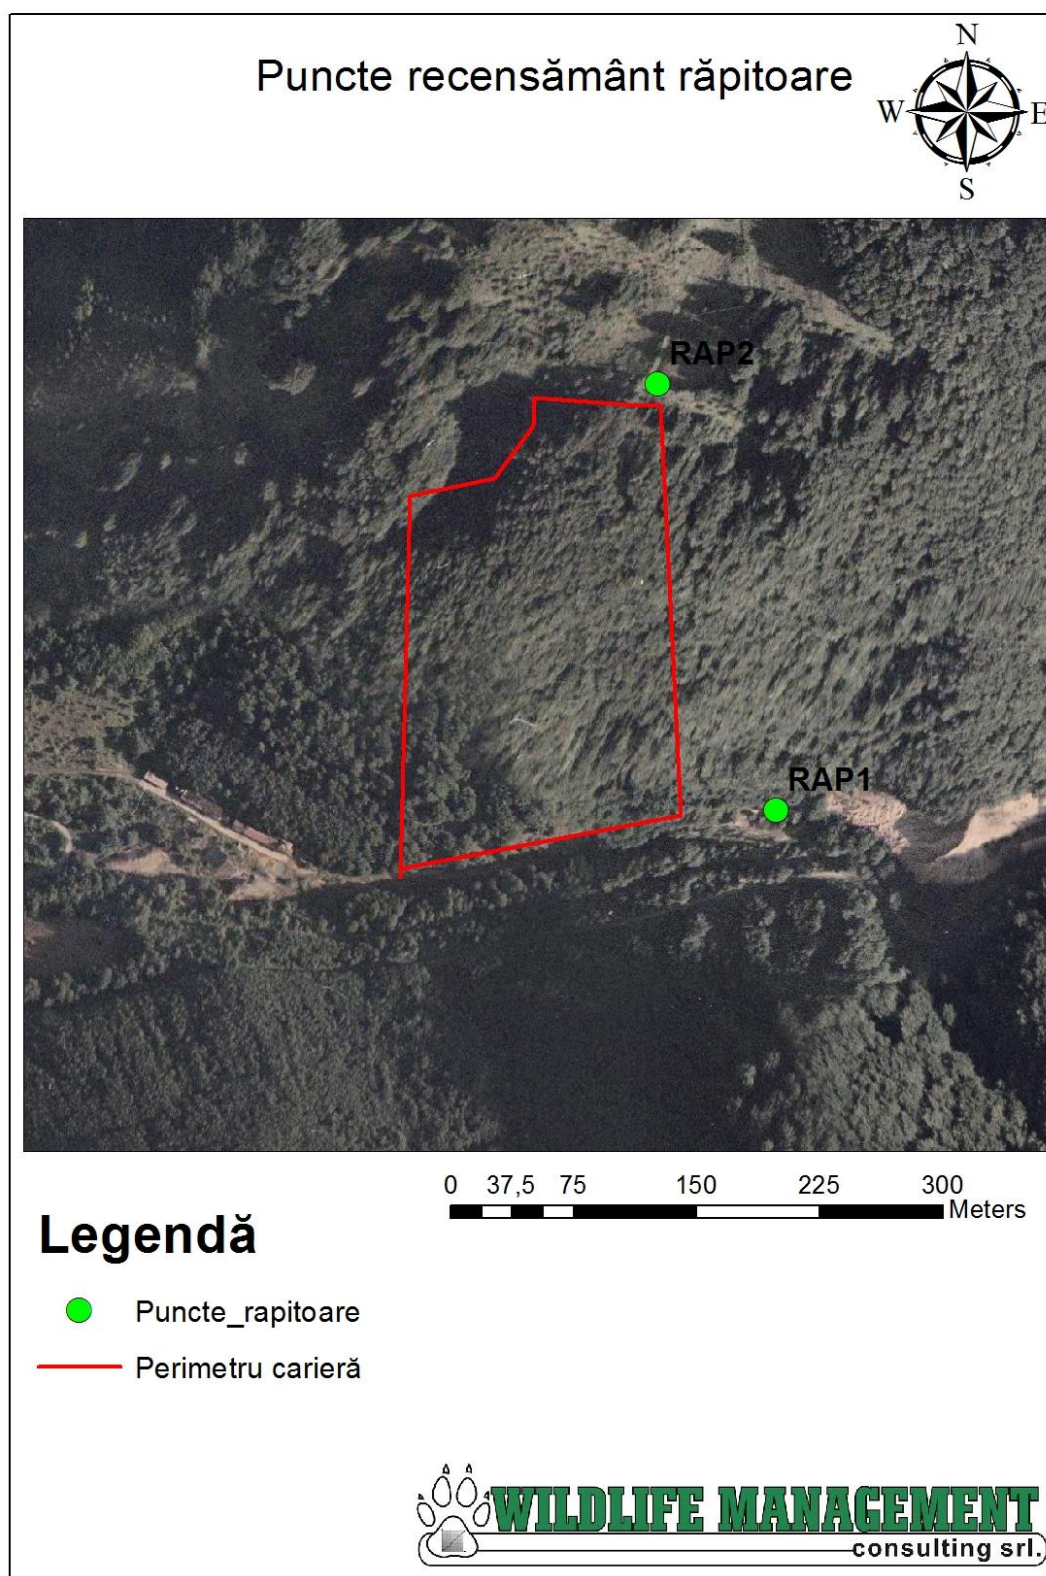 Puncte recensământ răpitoare
N
W
E
S
RAP2
RAP1
0 37,5 75 150 225 300
Meters
Legendă
Puncte_rapitoare
Perimetru carieră
WILDLIFE MANAGEMENT
consulting srl.